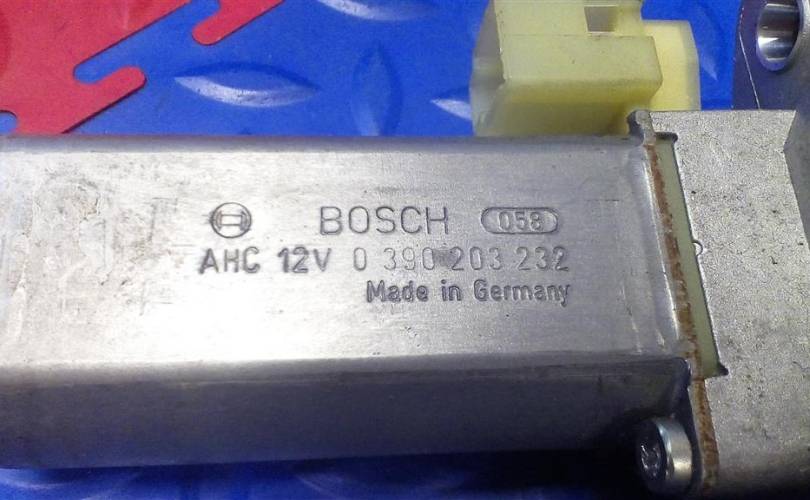 BOSCH 058
AHC 12V 0 390 203 232
Made in Germany